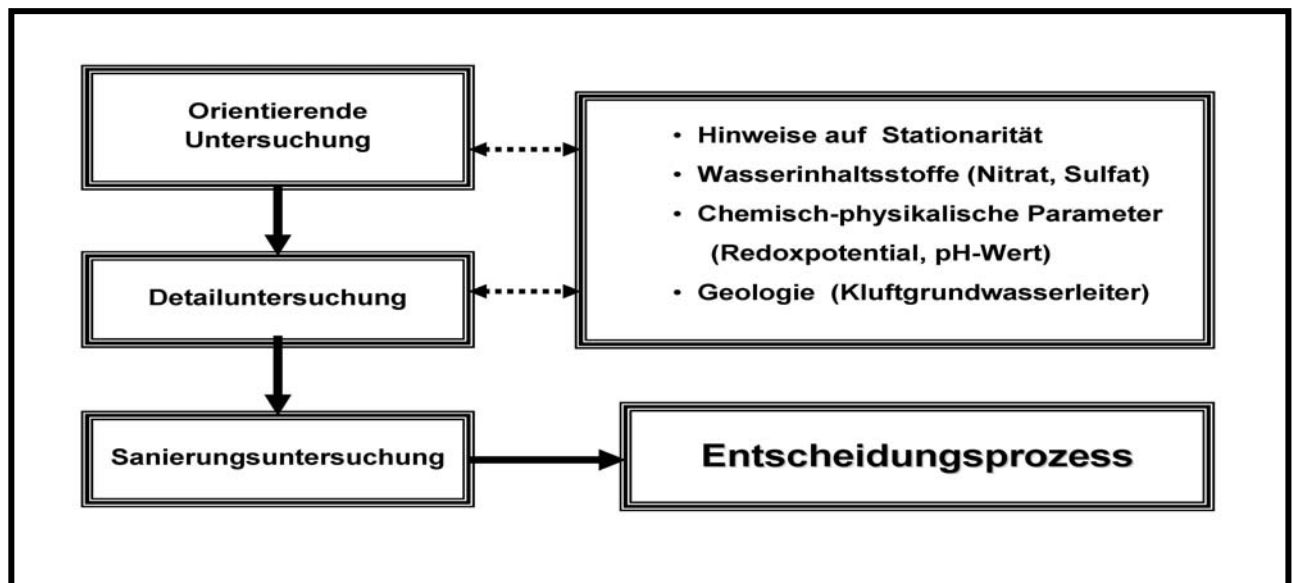 Orientierende
Untersuchung
• Hinweise auf Stationarität
• Wasserinhaltsstoffe (Nitrat, Sulfat)
• Chemisch-physikalische Parameter
(Redoxpotential, pH-Wert)
• Geologie (Kluftgrundwasserleiter)
Detailuntersuchung
Sanierungsuntersuchung
Entscheidungsprozess